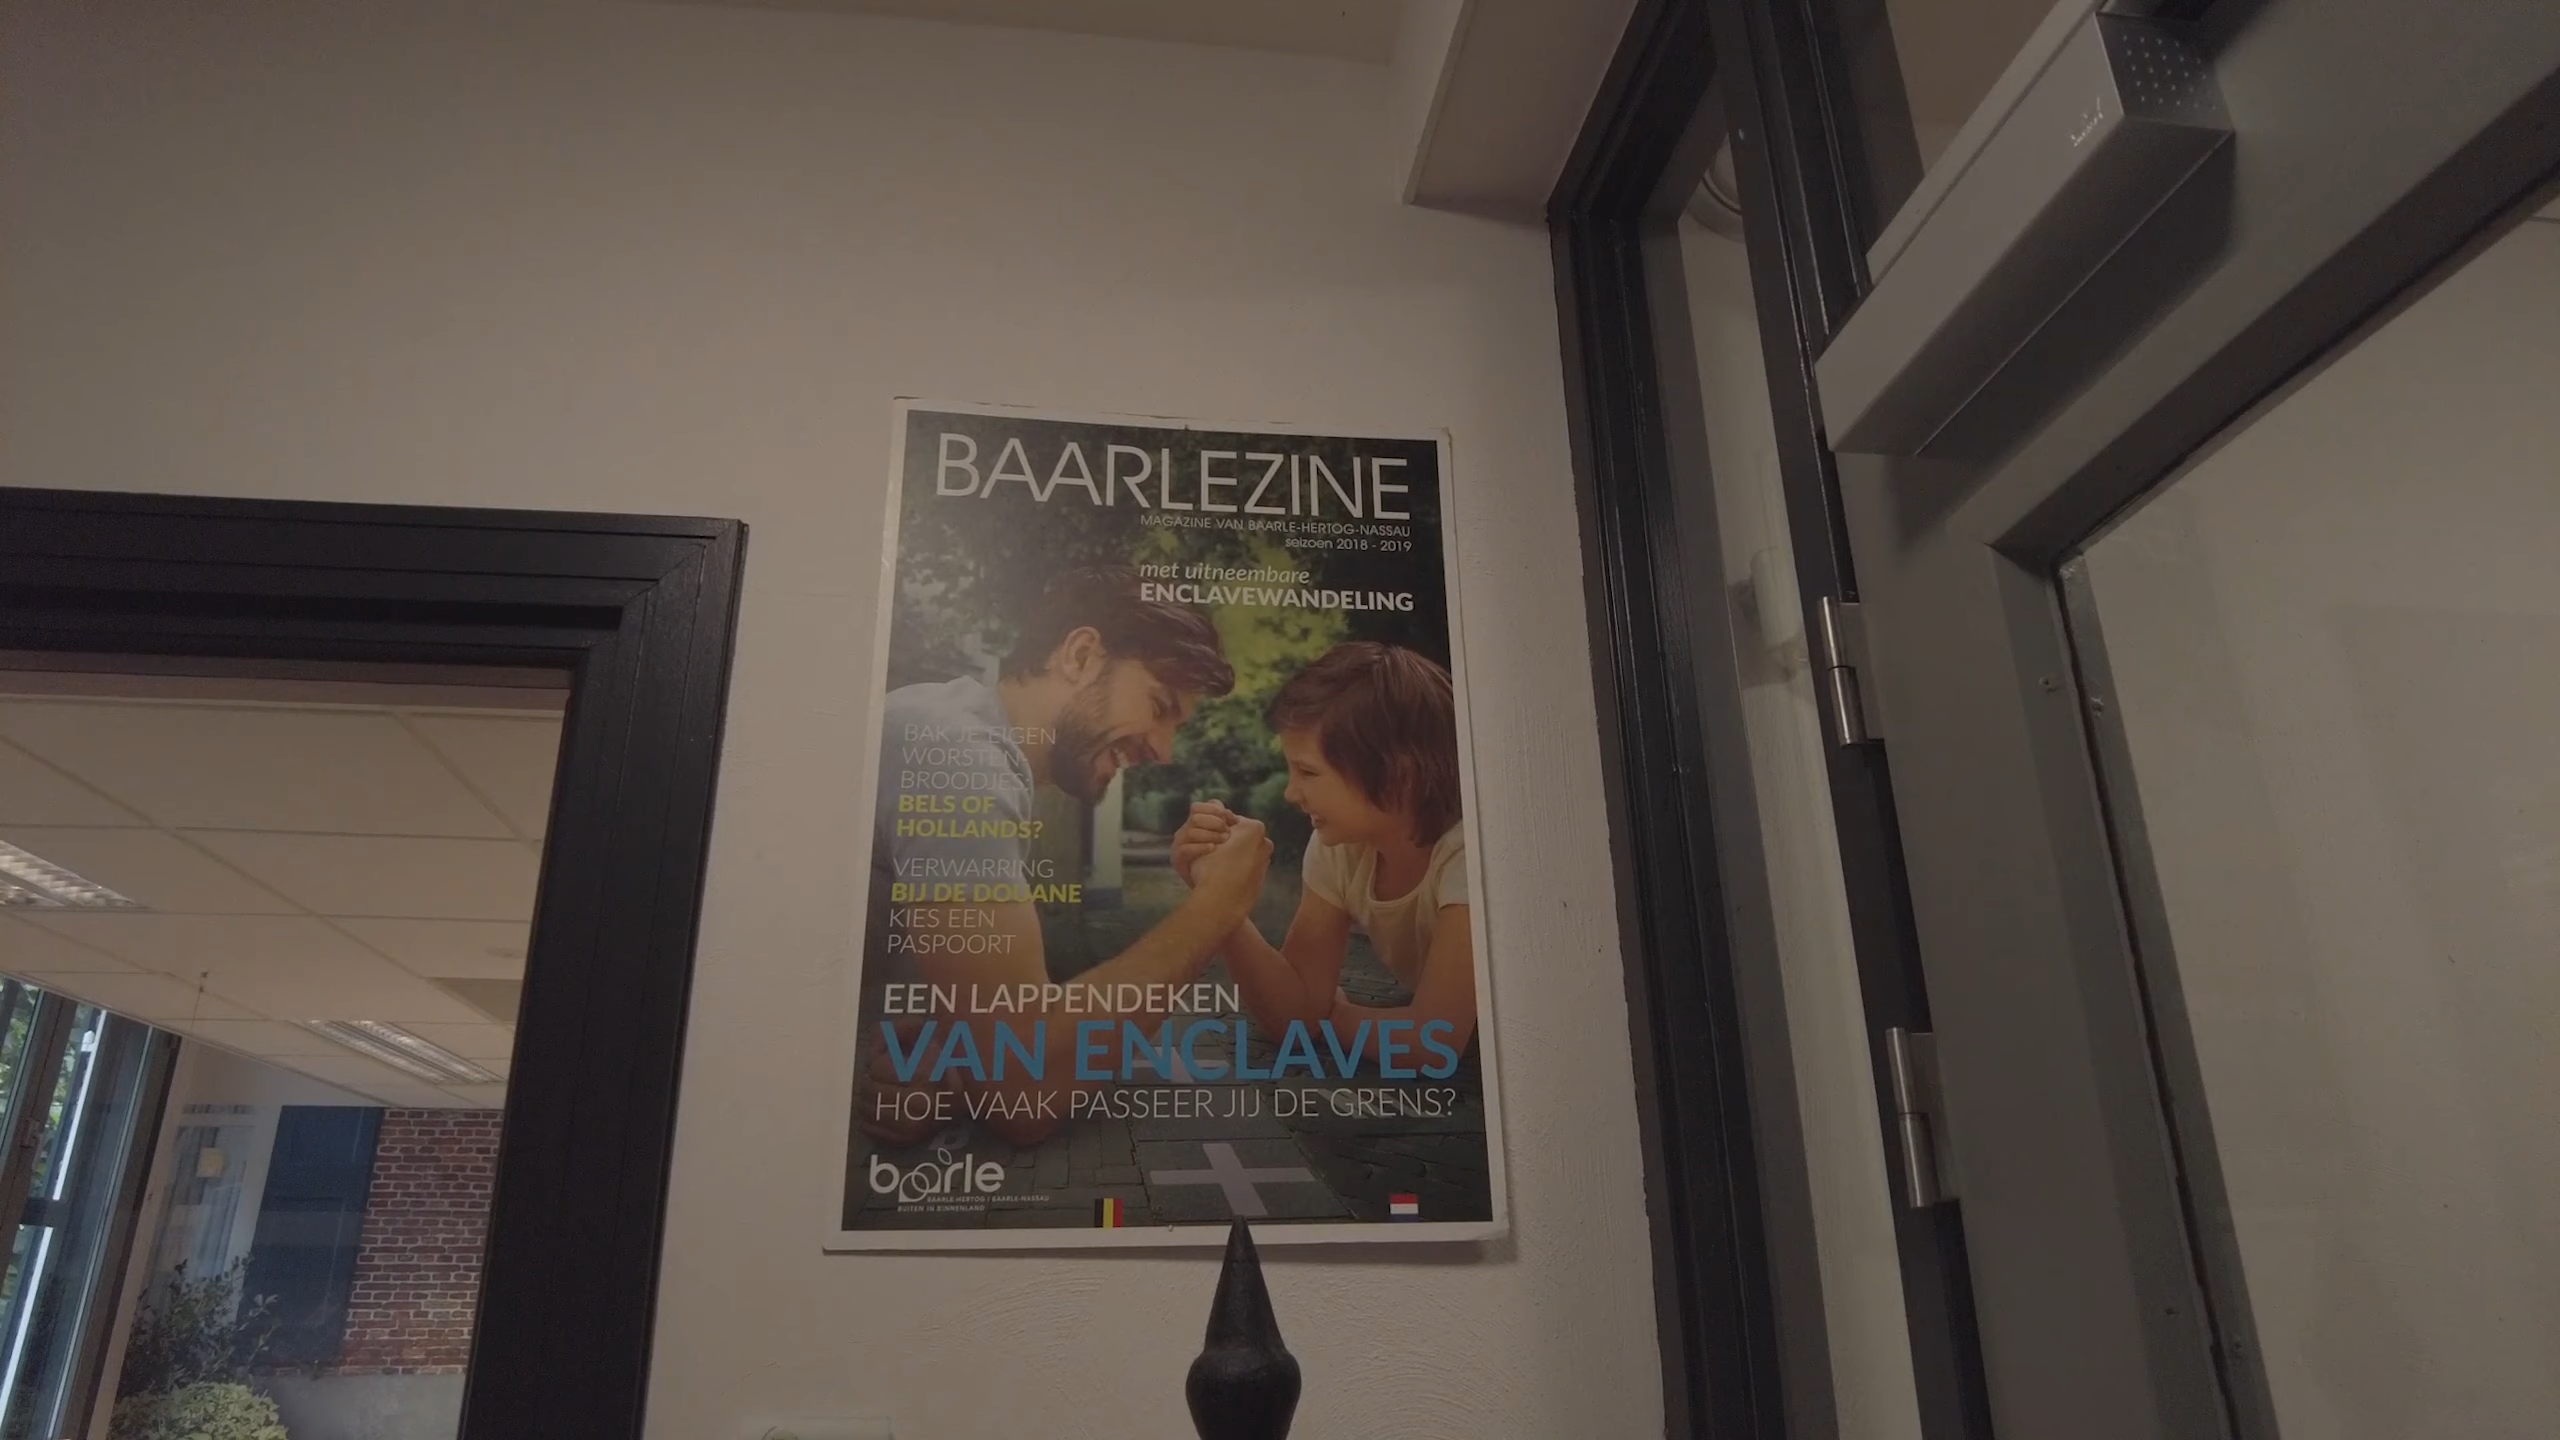 BAARLEZINE
MAGAZINE VAN BAARLE-HERTOG-NASSAU
seizoen 2018 - 2019
met uitneembare
ENCLAVEWANDELING
BAK JE EIGEN
WORSTEN-
BROODJES:
BELS OF
HOLLANDS?
VERWARRING
BIJ DE DOUANE
KIES EEN
PASPOORT
EEN LAPPENDEKEN
VAN ENCLAVES
HOE VAAK PASSEER JIJ DE GRENS?
baarle
BAARLE-HERTOG / BAARLE-NASSAU
BUITEN IN BINNENLAND